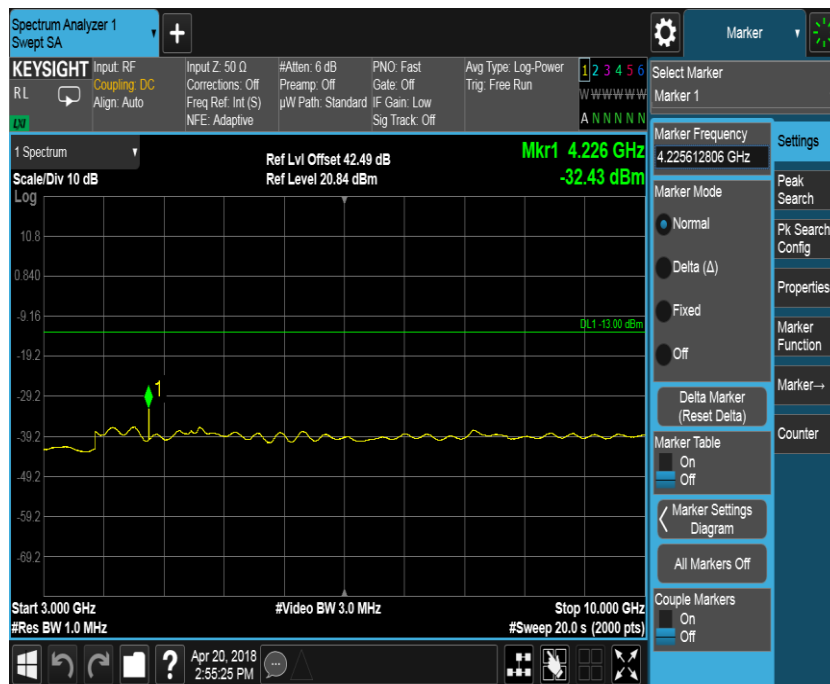 Spectrum Analyzer 1
Swept SA
+
Marker
KEYSIGHT
RL
LXI
Input: RF
Coupling: DC
Align: Auto
Input Z: 50 Ω
Corrections: Off
Freq Ref: Int (S)
NFE: Adaptive
#Atten: 6 dB
Preamp: Off
µW Path: Standard
PNO: Fast
Gate: Off
IF Gain: Low
Sig Track: Off
Avg Type: Log-Power
Trig: Free Run
1 2 3 4 5 6
W W W W W W
A N N N N N
Select Marker
Marker 1
1 Spectrum
Scale/Div 10 dB
Ref Lvl Offset 42.49 dB
Ref Level 20.84 dBm
Mkr1 4.226 GHz
-32.43 dBm
Log
10.8
0.840
-9.16
-19.2
-29.2
-39.2
-49.2
-59.2
-69.2
DL1 -13.00 dBm
1
Start 3.000 GHz
#Res BW 1.0 MHz
#Video BW 3.0 MHz
Stop 10.000 GHz
#Sweep 20.0 s (2000 pts)
Marker Frequency
4.225612806 GHz
Marker Mode
Normal
Delta (Δ)
Fixed
Off
Delta Marker
(Reset Delta)
Marker Table
On
Off
Marker Settings
Diagram
All Markers Off
Couple Markers
On
Off
Settings
Peak
Search
Pk Search
Config
Properties
Marker
Function
Marker→
Counter
?
Apr 20, 2018
2:55:25 PM